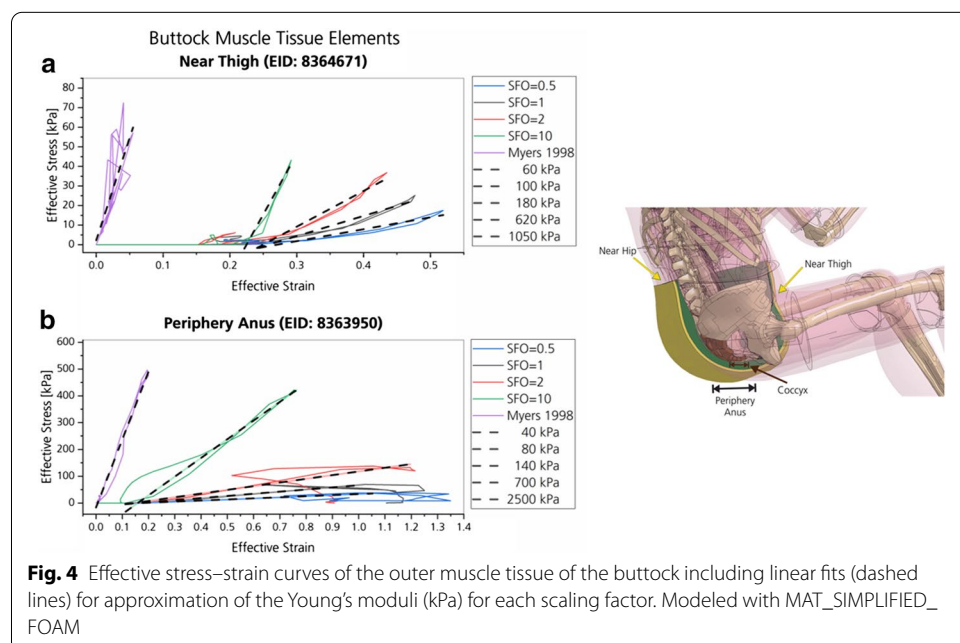 Buttock Muscle Tissue Elements
a
Near Thigh (EID: 8364671)
Effective Stress [kPa]
80
70
60
50
40
30
20
10
0
0.0 0.1 0.2 0.3 0.4 0.5
Effective Strain
SFO=0.5
SFO=1
SFO=2
SFO=10
Myers 1998
60 kPa
100 kPa
180 kPa
620 kPa
1050 kPa
b
Periphery Anus (EID: 8363950)
Effective Stress [kPa]
600
500
400
300
200
100
0
0.0 0.1 0.2 0.3 0.4 0.5 0.6 0.7 0.8 0.9 1.0 1.1 1.2 1.3 1.4
Effective Strain
SFO=0.5
SFO=1
SFO=2
SFO=10
Myers 1998
40 kPa
80 kPa
140 kPa
700 kPa
2500 kPa
Near Hip
Near Thigh
Coccyx
Periphery
Anus
Fig. 4 Effective stress–strain curves of the outer muscle tissue of the buttock including linear fits (dashed
lines) for approximation of the Young’s moduli (kPa) for each scaling factor. Modeled with MAT_SIMPLIFIED_
FOAM